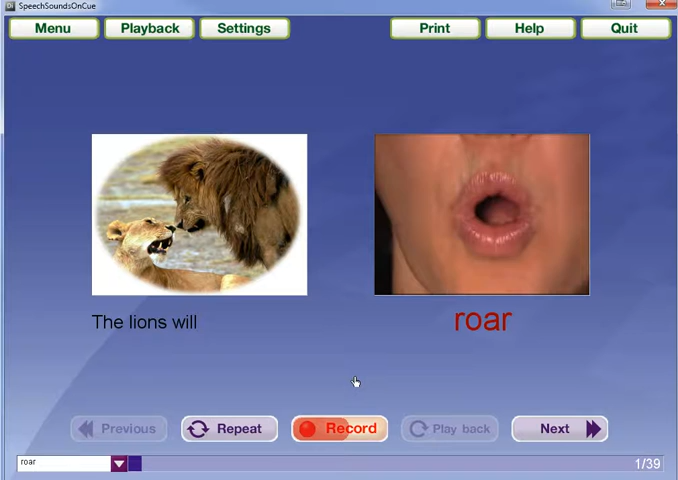 SpeechSoundsOnCue
Menu
Playback
Settings
Print
Help
Quit
The lions will
roar
Previous
Repeat
Record
Play back
Next
roar
1/39